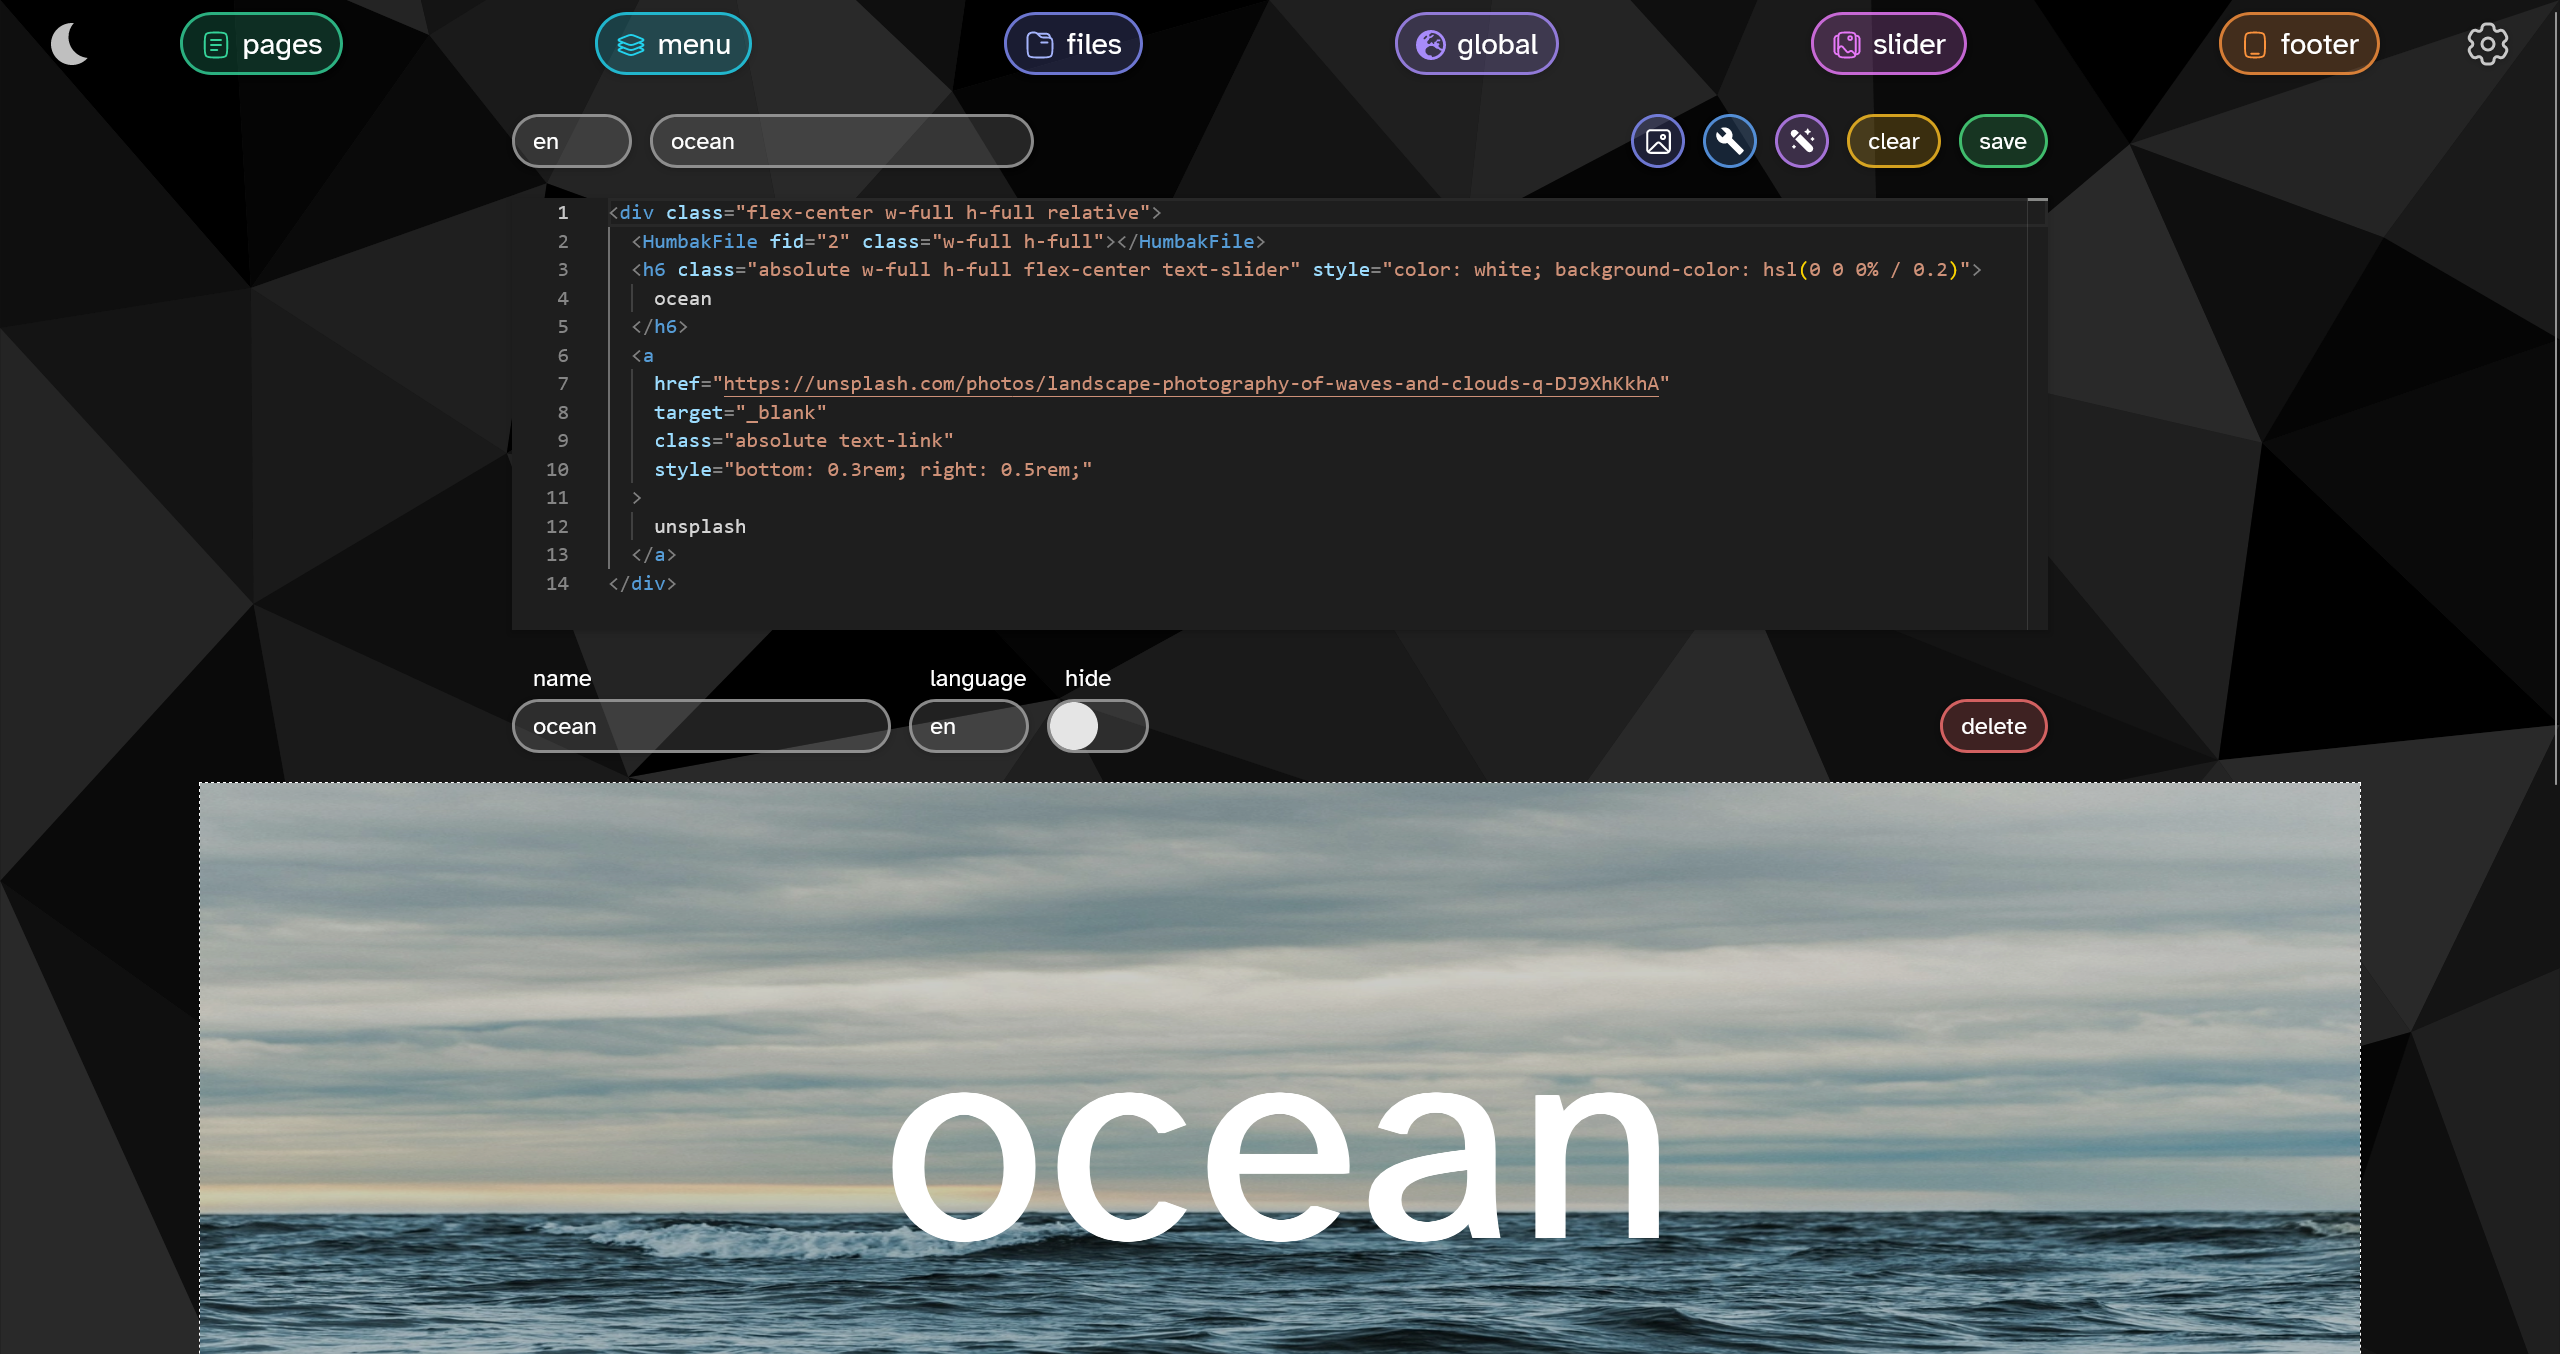 pages menu files global slider footer
en ocean clear save
1 <div class="flex-center w-full h-full relative">
2 <HumbakFile fid="2" class="w-full h-full"></HumbakFile>
3 <h6 class="absolute w-full h-full flex-center text-slider" style="color: white; background-color: hsl(0 0 0% / 0.2)">
4 ocean
5 </h6>
6 <a
7 href="https://unsplash.com/photos/landscape-photography-of-waves-and-clouds-q-DJ9XhKkhA"
8 target="_blank"
9 class="absolute text-link"
10 style="bottom: 0.3rem; right: 0.5rem;"
11 >
12 unsplash
13 </a>
14 </div>
name language hide
ocean en delete
ocean